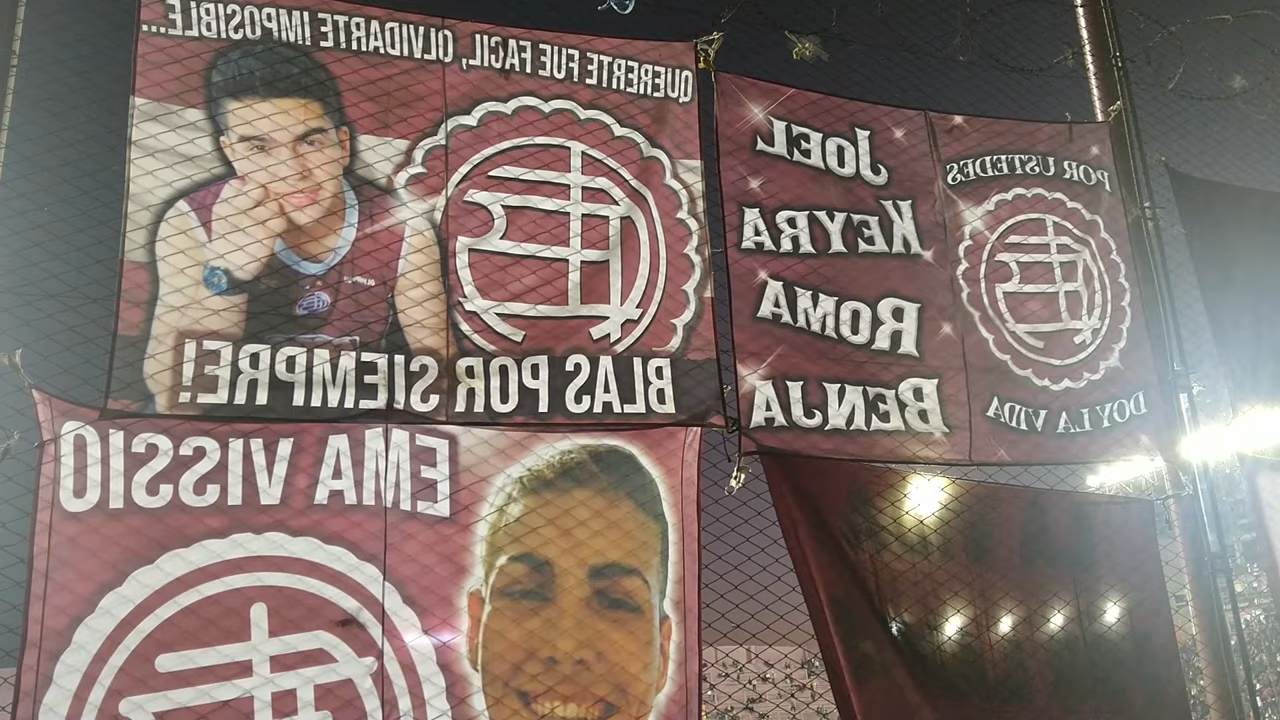 QUERERTE FUE FACIL, OLVIDARTE IMPOSIBLE...
BLAS POR SIEMPRE!
JOEL
KEYRA
ROMA
BENJA
POR USTEDES
DOY LA VIDA
EMA VISSIO